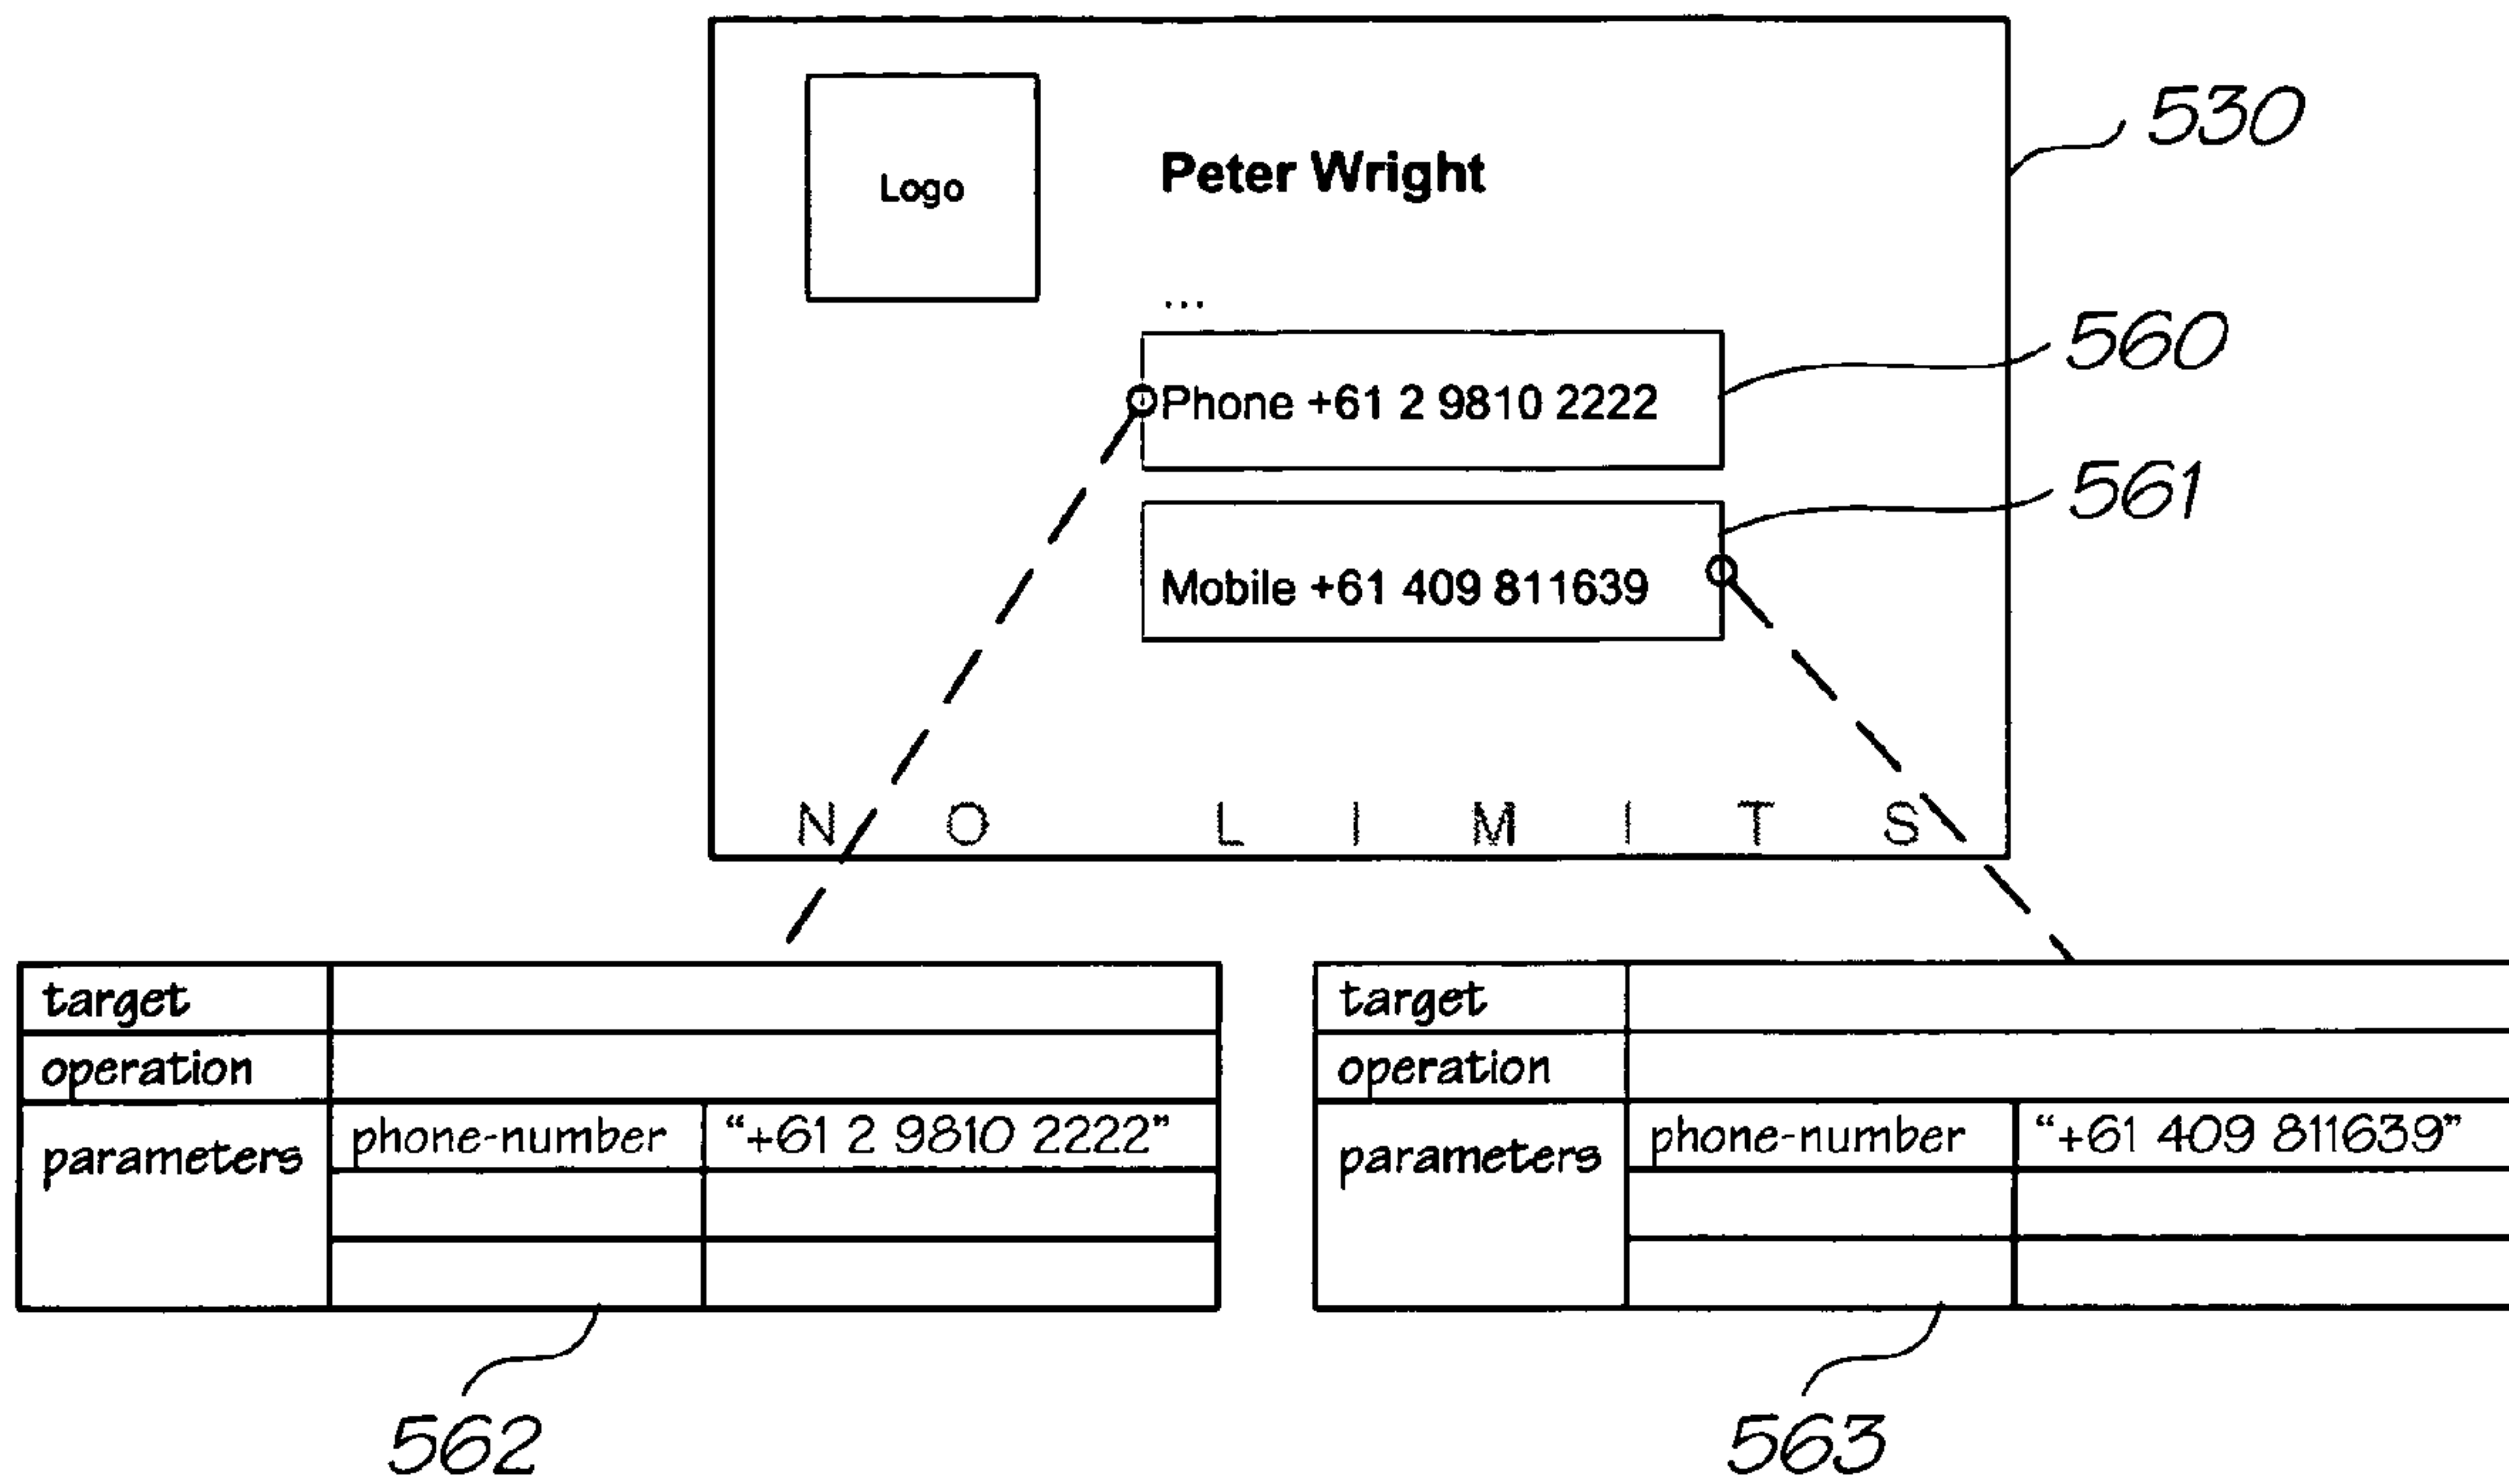 530
Logo
Peter Wright
...
560
Phone +61 2 9810 2222
561
Mobile +61 409 811639
N O L I M I T S
target
operation
parameters phone-number “+61 2 9810 2222”
562
target
operation
parameters phone-number “+61 409 811639”
563